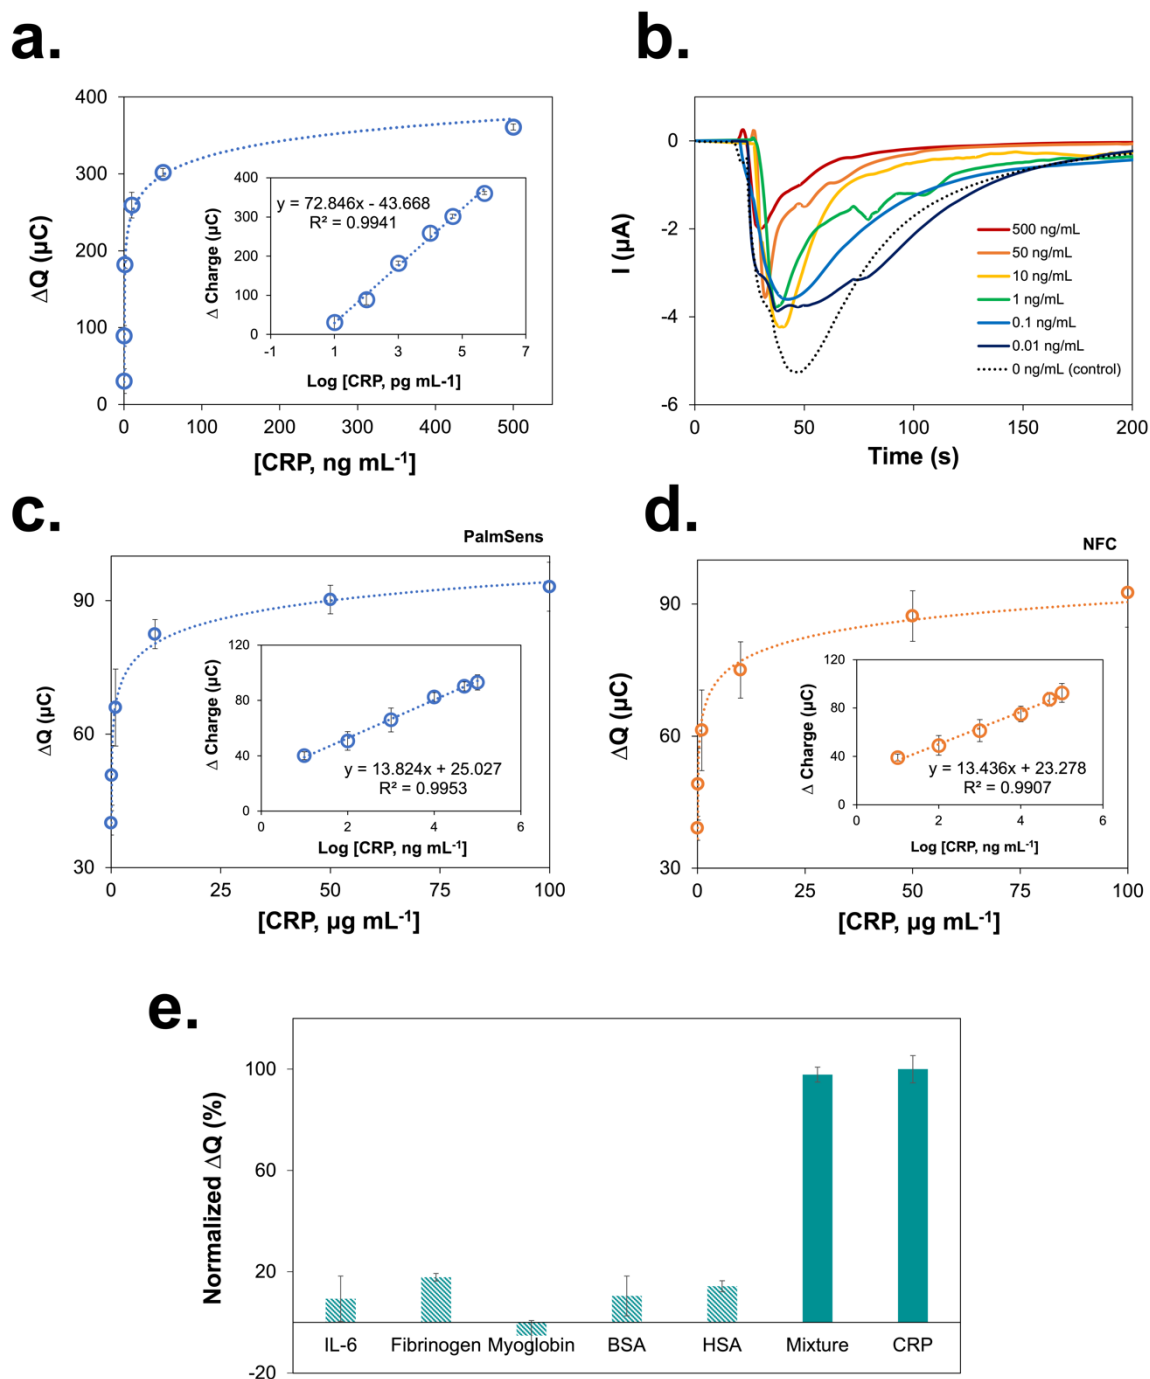 a.
400
300
200
100
0
ΔQ (µC)
0
100
200
300
400
500
[CRP, ng mL⁻¹]
y = 72.846x - 43.668
R² = 0.9941
400
300
200
100
0
Δ Charge (µC)
-1
1
3
5
7
Log [CRP, pg mL-1]
b.
0
-2
-4
-6
I (µA)
500 ng/mL
50 ng/mL
10 ng/mL
1 ng/mL
0.1 ng/mL
0.01 ng/mL
0 ng/mL (control)
0
50
100
150
200
Time (s)
c.
PalmSens
90
60
30
ΔQ (µC)
0
25
50
75
100
[CRP, µg mL⁻¹]
120
80
40
0
Δ Charge (µC)
y = 13.824x + 25.027
R² = 0.9953
0
2
4
6
Log [CRP, ng mL⁻¹]
d.
NFC
90
60
30
ΔQ (µC)
0
25
50
75
100
[CRP, µg mL⁻¹]
120
80
40
0
Δ Charge (µC)
y = 13.436x + 23.278
R² = 0.9907
0
2
4
6
Log [CRP, ng mL⁻¹]
e.
100
60
20
-20
Normalized ΔQ (%)
IL-6
Fibrinogen
Myoglobin
BSA
HSA
Mixture
CRP